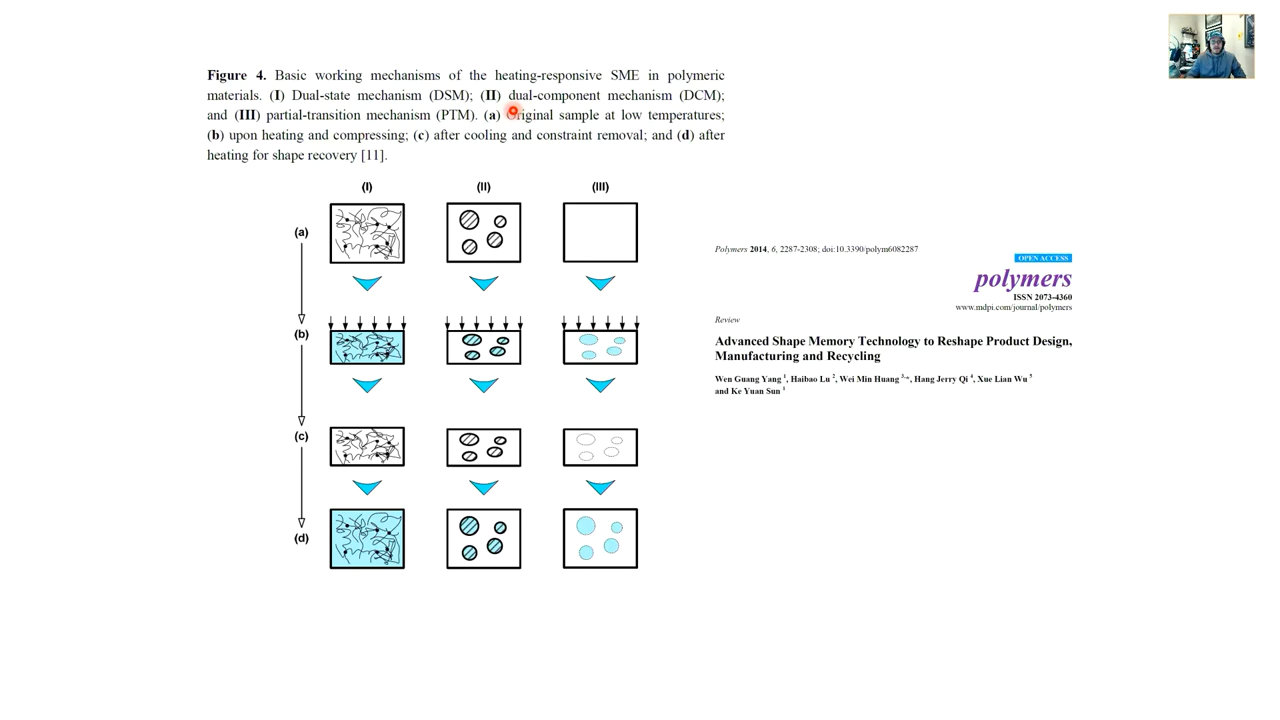 Figure 4. Basic working mechanisms of the heating-responsive SME in polymeric
materials. (I) Dual-state mechanism (DSM); (II) dual-component mechanism (DCM);
and (III) partial-transition mechanism (PTM). (a) Original sample at low temperatures;
(b) upon heating and compressing; (c) after cooling and constraint removal; and (d) after
heating for shape recovery [11].
(I) (II) (III)
(a)
(b)
(c)
(d)
Polymers 2014, 6, 2287-2308; doi:10.3390/polym6082287
OPEN ACCESS
polymers
ISSN 2073-4360
www.mdpi.com/journal/polymers
Review
Advanced Shape Memory Technology to Reshape Product Design,
Manufacturing and Recycling
Wen Guang Yang 1, Haibao Lu 2, Wei Min Huang 3,*, Hang Jerry Qi 4, Xue Lian Wu 5
and Ke Yuan Sun 1